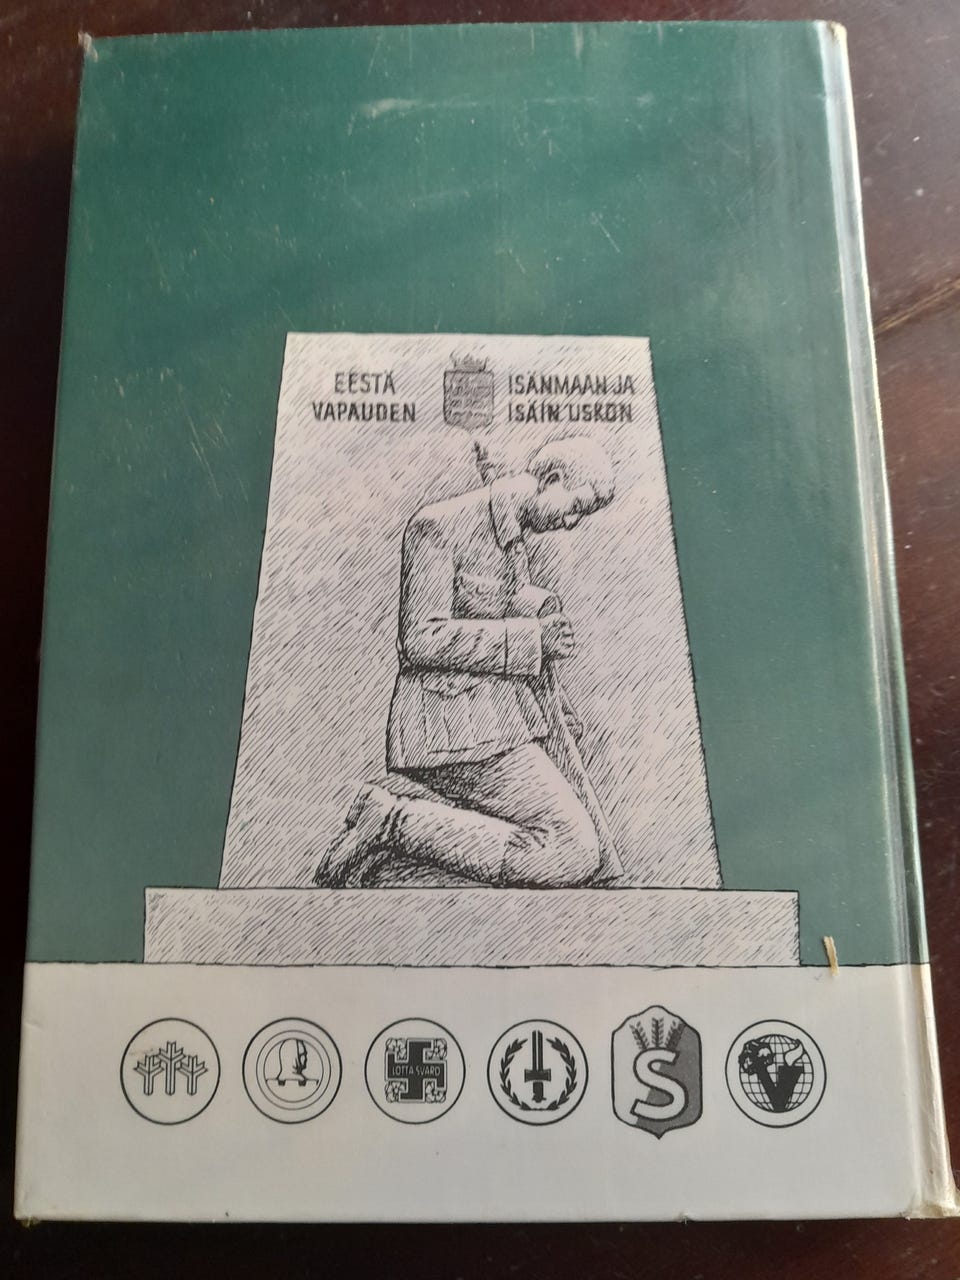 EESTÄ
VAPAUDEN
ISÄNMAAN JA
ISÄIN USKON
LOTTA SVÄRD
S
V